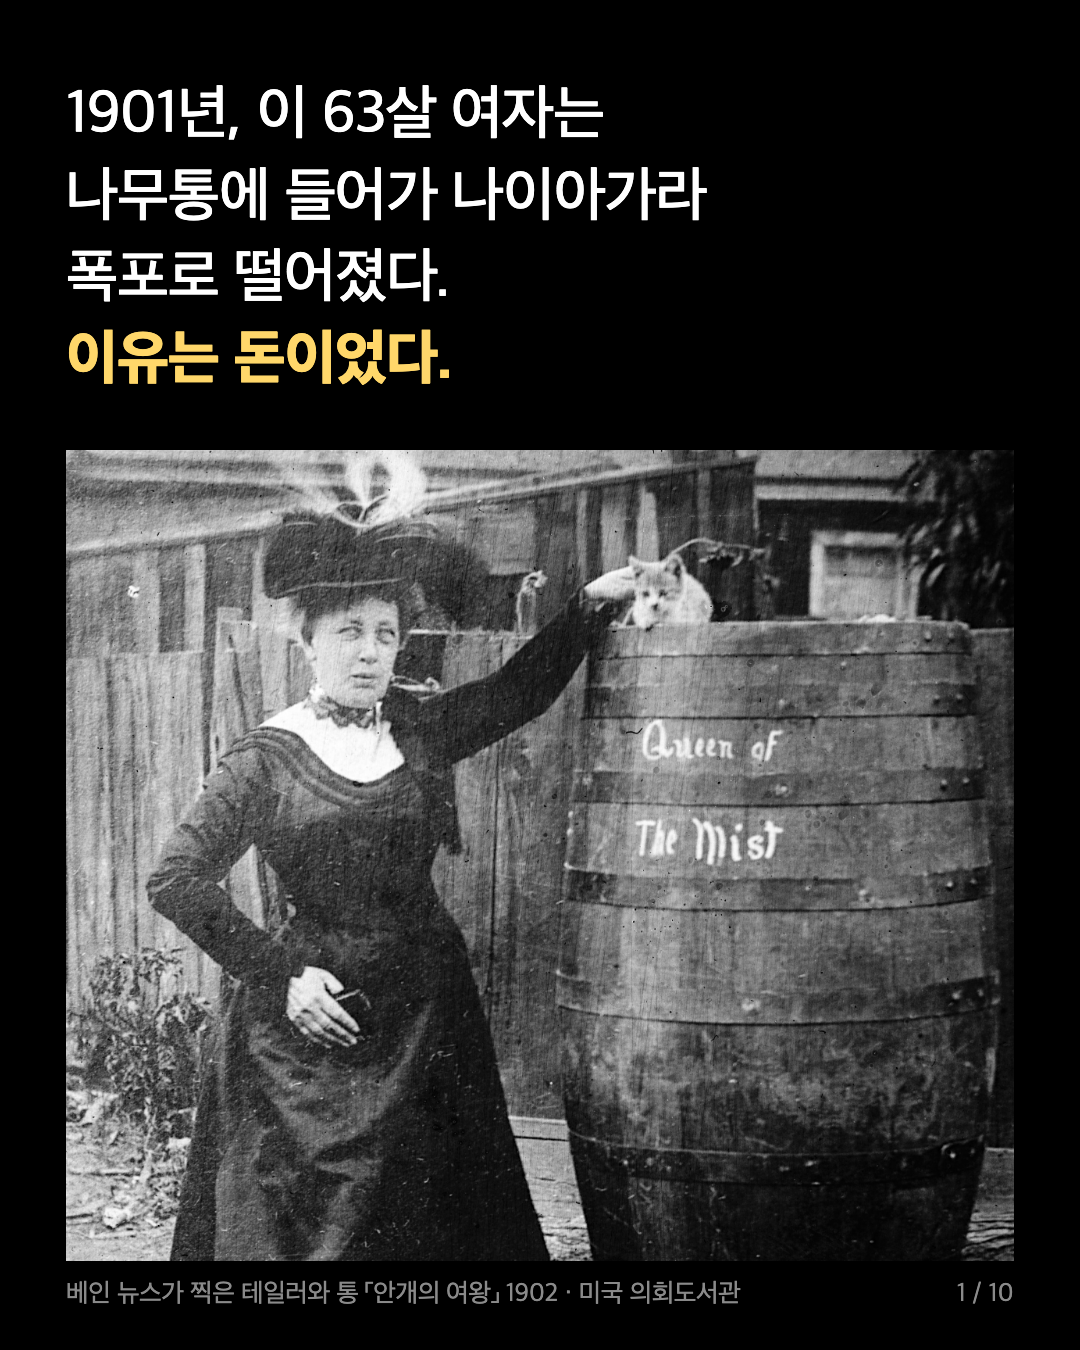 1901년, 이 63살 여자는
나무통에 들어가 나이아가라
폭포로 떨어졌다.
이유는 돈이었다.
Queen of
The Mist
베인 뉴스가 찍은 테일러와 통 「안개의 여왕」 1902 · 미국 의회도서관
1 / 10